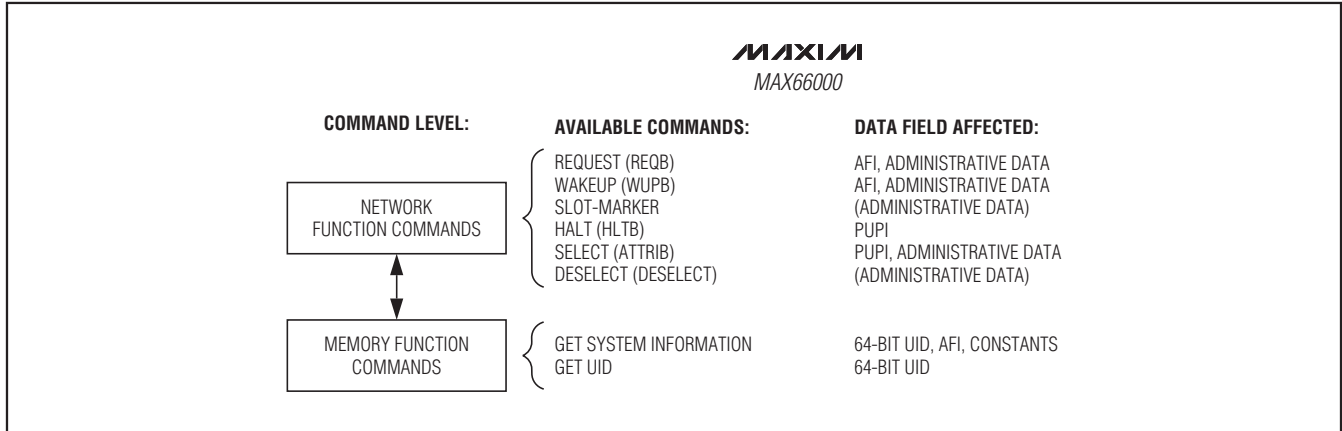 MAXIM
MAX66000
COMMAND LEVEL: AVAILABLE COMMANDS: DATA FIELD AFFECTED:
NETWORK
FUNCTION COMMANDS
REQUEST (REQB) AFI, ADMINISTRATIVE DATA
WAKEUP (WUPB) AFI, ADMINISTRATIVE DATA
SLOT-MARKER (ADMINISTRATIVE DATA)
HALT (HLTB) PUPI
SELECT (ATTRIB) PUPI, ADMINISTRATIVE DATA
DESELECT (DESELECT) (ADMINISTRATIVE DATA)
MEMORY FUNCTION
COMMANDS
GET SYSTEM INFORMATION 64-BIT UID, AFI, CONSTANTS
GET UID 64-BIT UID